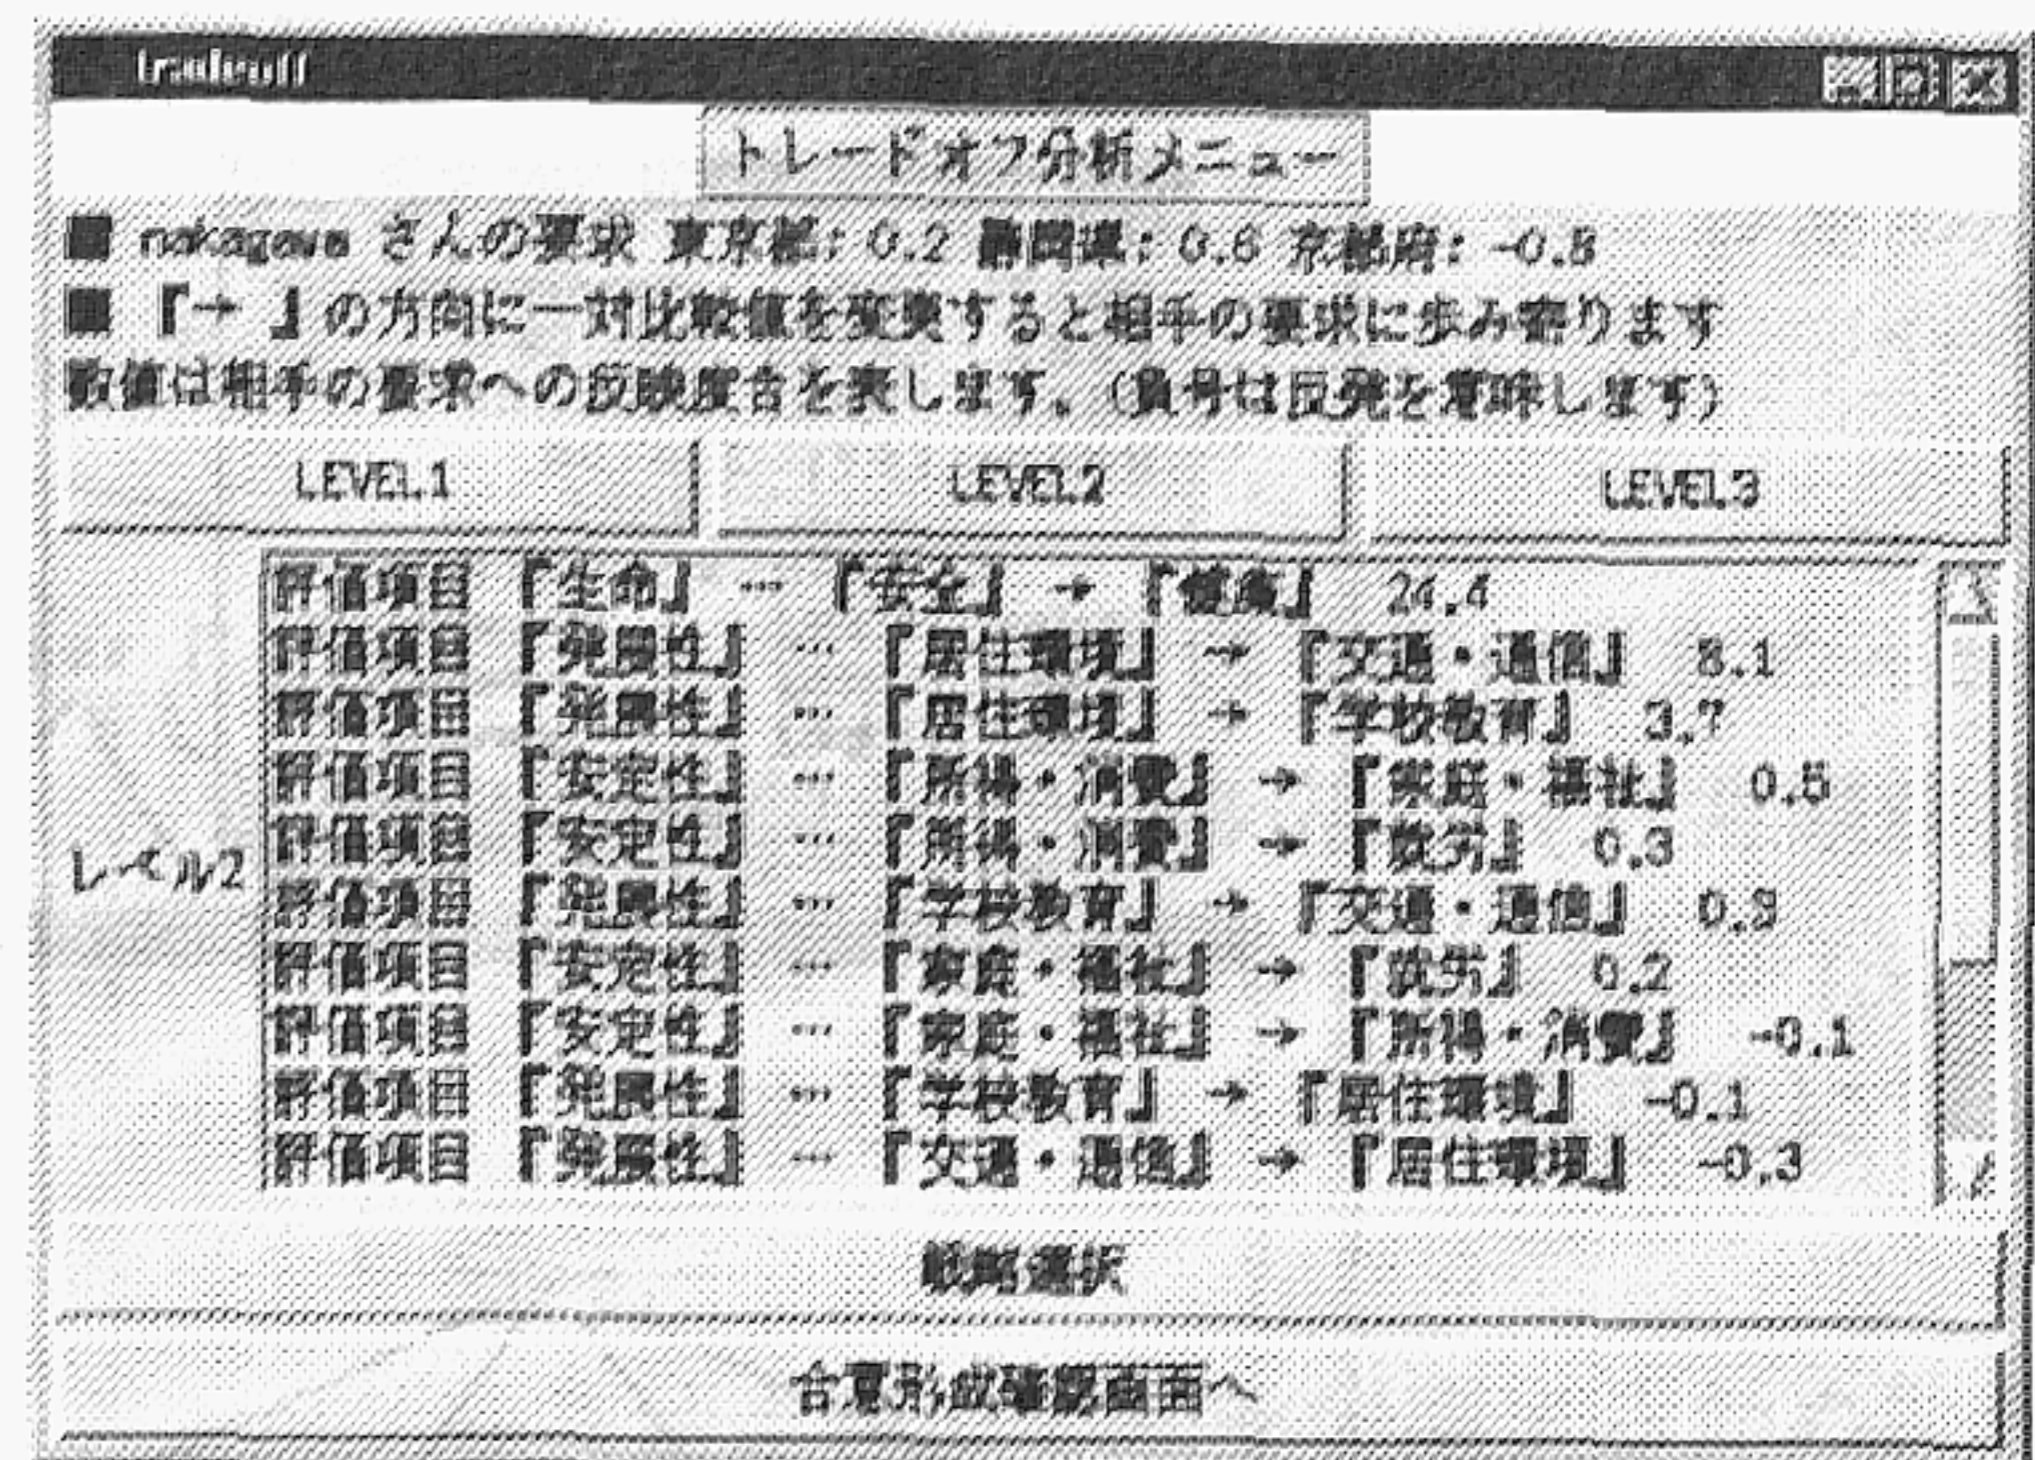 tradeoff
トレードオフ分析メニュー
■ nakagawa さんの要求 東京都: 0.2 静岡県: 0.6 京都府: -0.8
■ 『→ 』の方向に一対比較値を変更すると相手の要求に歩み寄ります
数値は相手の要求への反映度合を表します。(負号は反発を意味します)
LEVEL1 LEVEL2 LEVEL3
レベル2
評価項目 『生命』 … 『安全』 → 『健康』 24.4
評価項目 『発展性』 … 『居住環境』 → 『交通・通信』 8.1
評価項目 『発展性』 … 『居住環境』 → 『学校教育』 3.7
評価項目 『安定性』 … 『所得・消費』 → 『家庭・福祉』
評価項目 『安定性』 … 『所得・消費』 → 『就労』 0.3
評価項目 『発展性』 … 『学校教育』 → 『交通・通信』 0.3
評価項目 『安定性』 … 『家庭・福祉』 → 『就労』 0.2
評価項目 『安定性』 … 『家庭・福祉』 → 『所得・消費』 -0.1
評価項目 『発展性』 … 『学校教育』 → 『居住環境』 -0.1
評価項目 『発展性』 … 『交通・通信』 → 『居住環境』 -0.3
戦略選択
合意形成確認画面へ